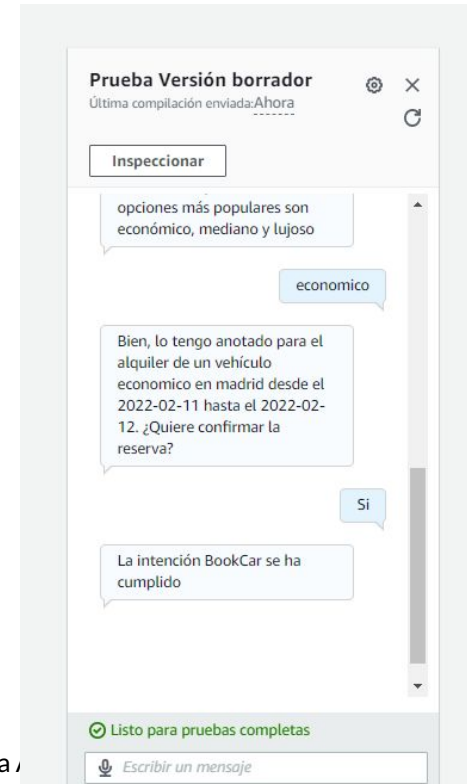 Prueba Versión borrador
Última compilación enviada:Ahora
Inspeccionar
opciones más populares son
económico, mediano y lujoso
economico
Bien, lo tengo anotado para el
alquiler de un vehículo
economico en madrid desde el
2022-02-11 hasta el 2022-02-
12. ¿Quiere confirmar la
reserva?
Si
La intención BookCar se ha
cumplido
Listo para pruebas completas
a
Escribir un mensaje